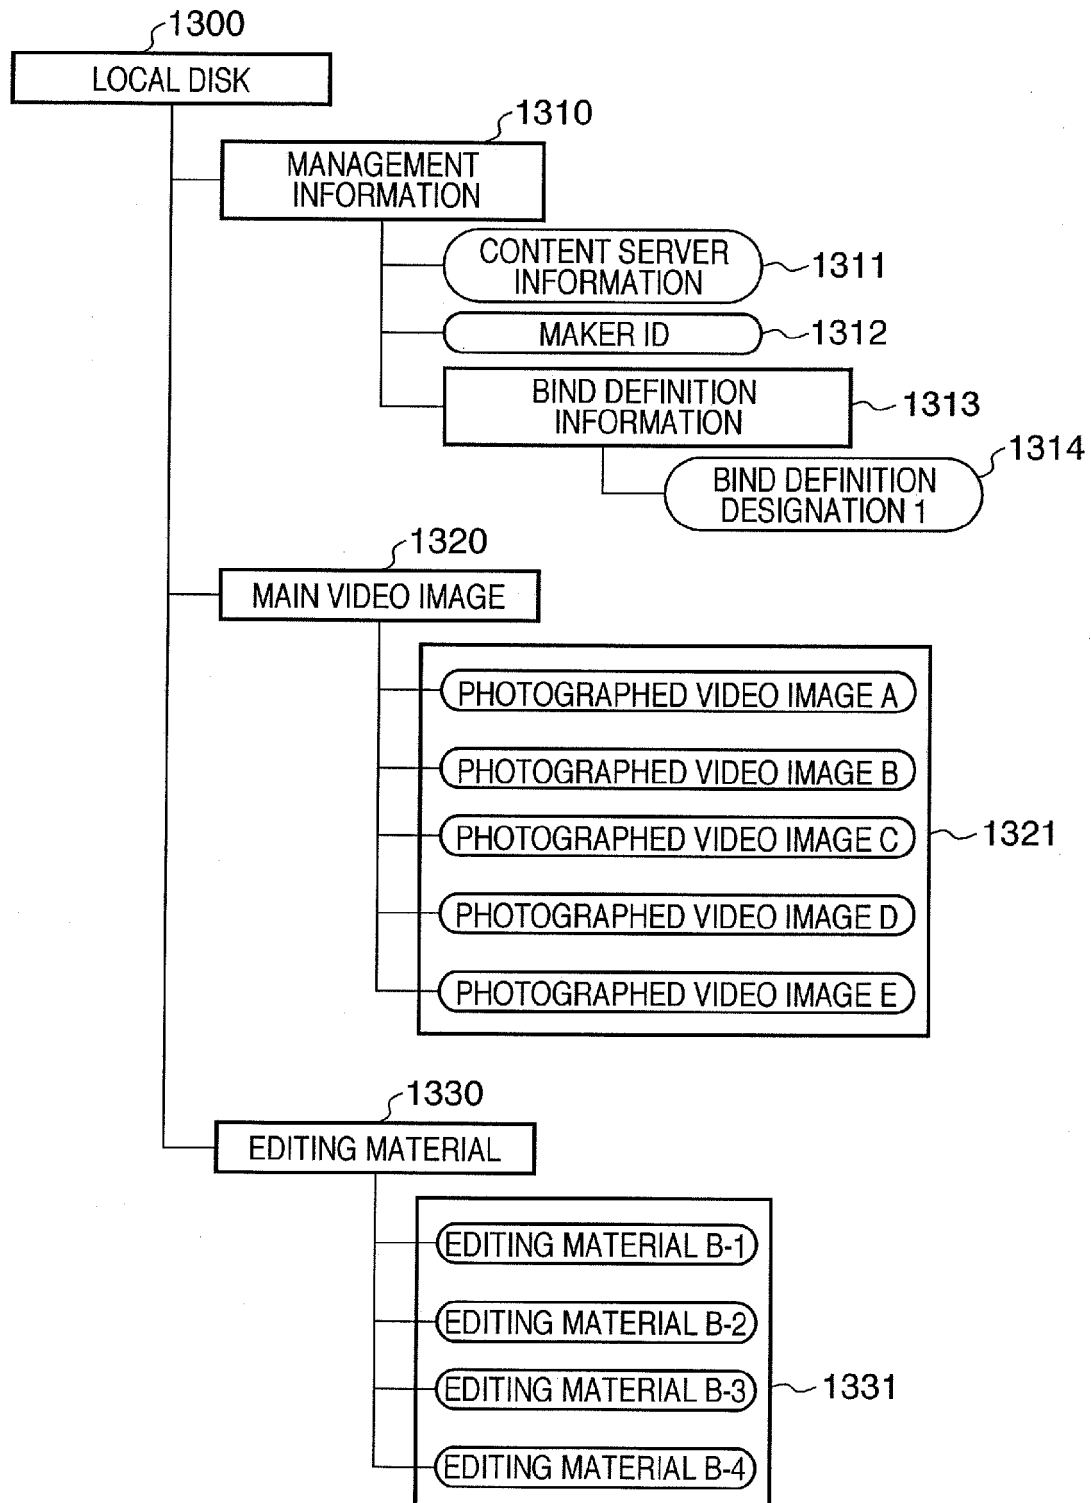 1300
LOCAL DISK
1310
MANAGEMENT
INFORMATION
CONTENT SERVER
INFORMATION
1311
MAKER ID
1312
BIND DEFINITION
INFORMATION
1313
1314
BIND DEFINITION
DESIGNATION 1
1320
MAIN VIDEO IMAGE
PHOTOGRAPHED VIDEO IMAGE A
PHOTOGRAPHED VIDEO IMAGE B
PHOTOGRAPHED VIDEO IMAGE C
1321
PHOTOGRAPHED VIDEO IMAGE D
PHOTOGRAPHED VIDEO IMAGE E
1330
EDITING MATERIAL
EDITING MATERIAL B-1
EDITING MATERIAL B-2
EDITING MATERIAL B-3
1331
EDITING MATERIAL B-4